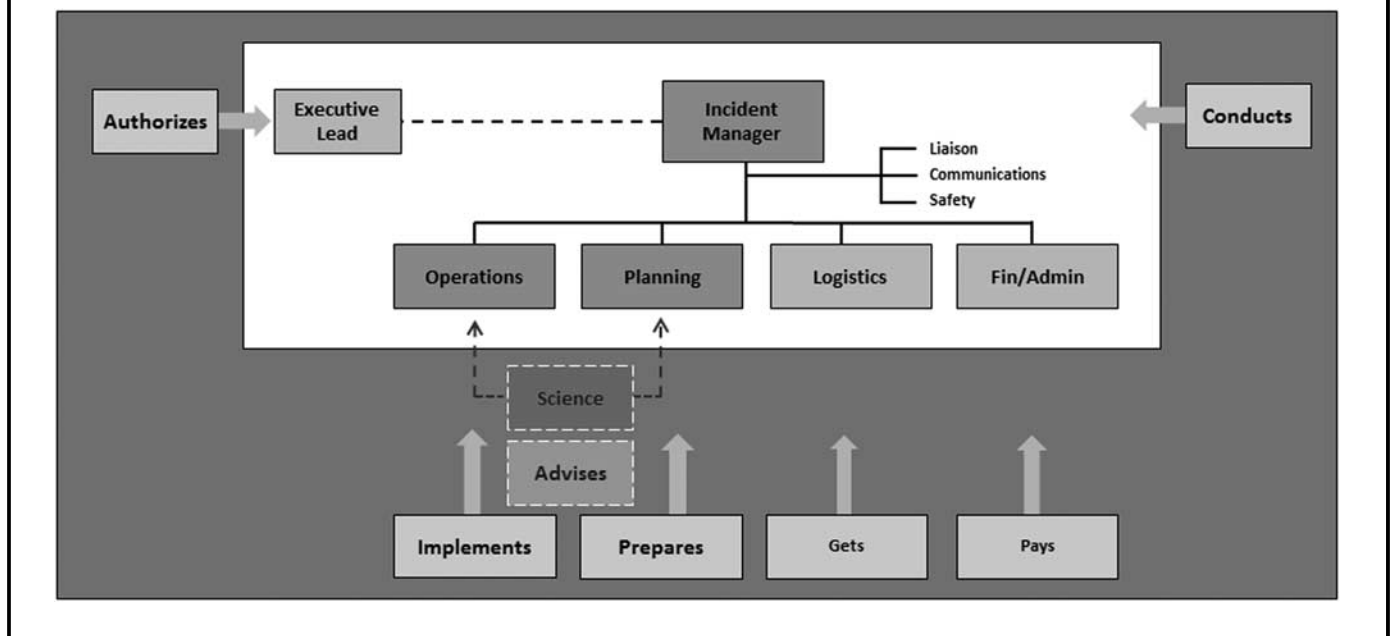 Authorizes
Executive
Lead
Incident
Manager
Conducts
Liaison
Communications
Safety
Operations
Planning
Logistics
Fin/Admin
Science
Advises
Implements
Prepares
Gets
Pays